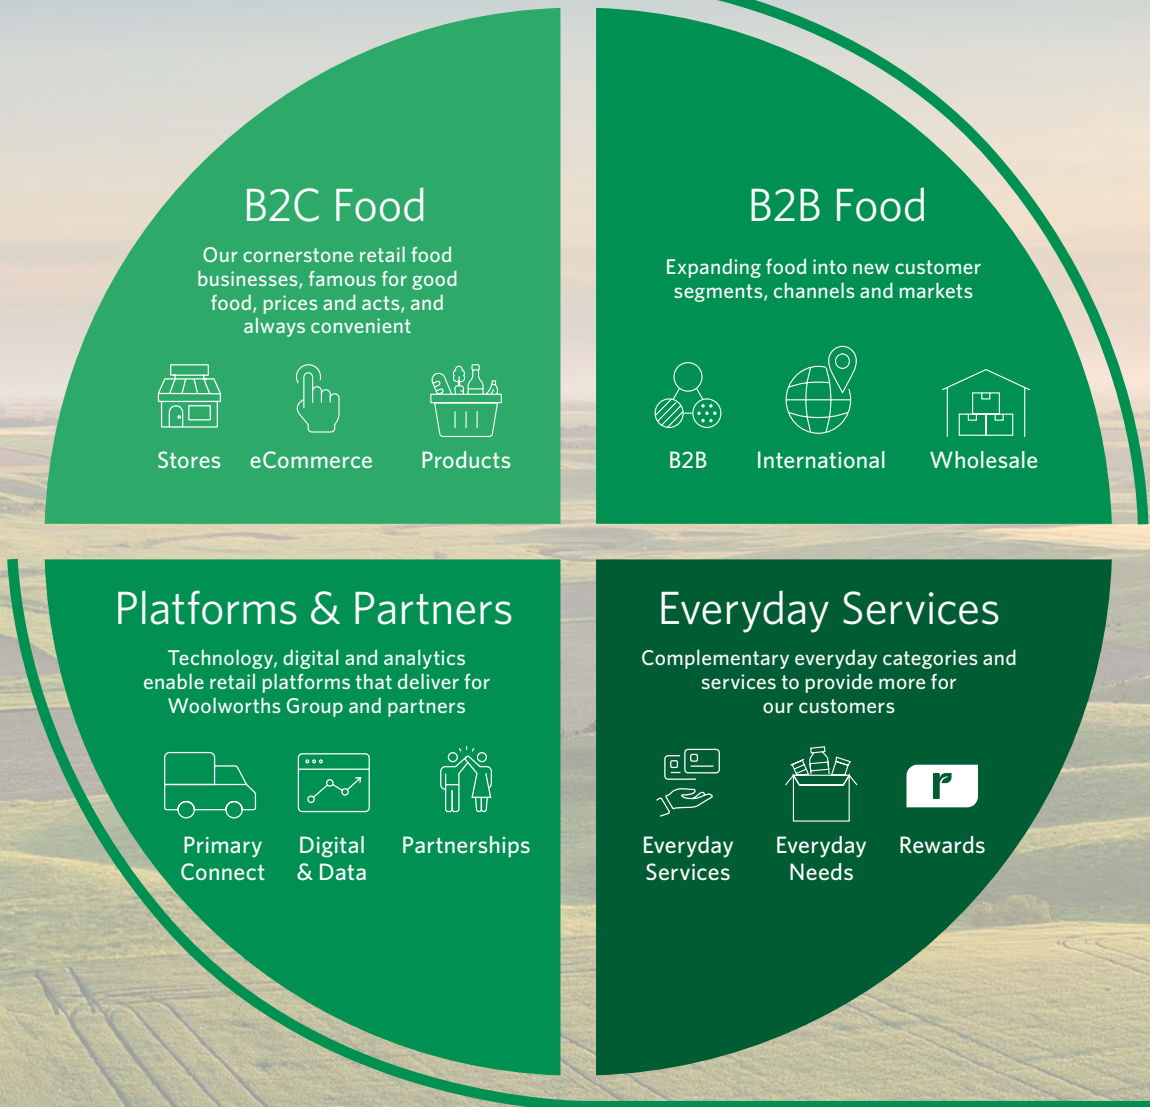 B2C Food
Our cornerstone retail food
businesses, famous for good
food, prices and acts, and
always convenient
Stores
eCommerce
Products
B2B Food
Expanding food into new customer
segments, channels and markets
B2B
International
Wholesale
Platforms & Partners
Technology, digital and analytics
enable retail platforms that deliver for
Woolworths Group and partners
Primary
Connect
Digital
& Data
Partnerships
Everyday Services
Complementary everyday categories and
services to provide more for
our customers
Everyday
Services
Everyday
Needs
r
Rewards